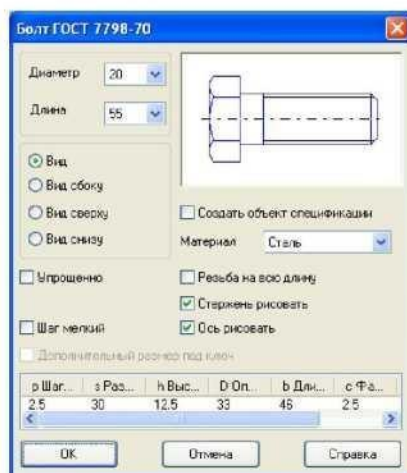 Болт ГОСТ 7798-70
Диаметр 20
Длина 55
Вид
Вид сбоку
Вид сверху
Вид снизу
Создать объект спецификации
Материал Сталь
Упрощенно
Резьба на всю длину
Стержень рисовать
Шаг мелкий
Ось рисовать
Дополнительный размер под ключ
p Шаг... s Раз... h Выс... D Оп... b Дли... c Фа...
2.5 30 12.5 33 46 2.5
OK Отмена Справка